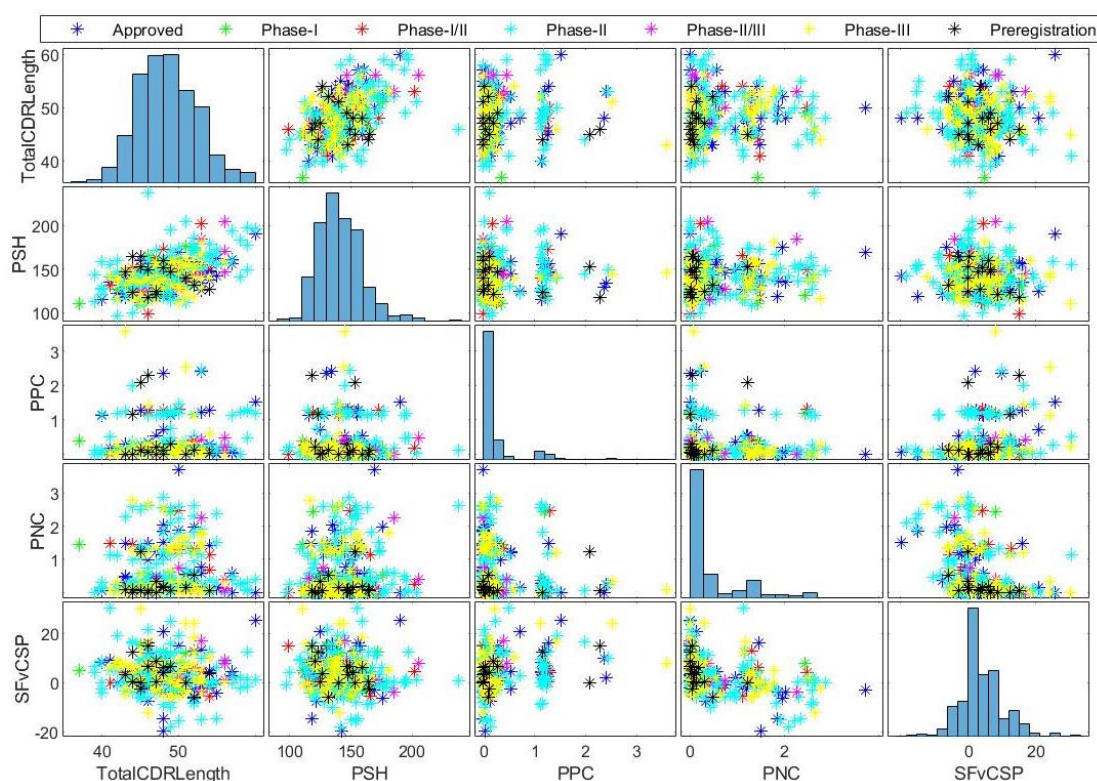 Approved Phase-I Phase-I/II Phase-II Phase-II/III Phase-III Preregistration
TotalCDRLength
60
50
40
PSH
200
150
100
PPC
3
2
1
PNC
3
2
1
SFvCSP
20
0
-20
40 50
100 150 200
0 1 2 3
0 2
0 20
TotalCDRLength PSH PPC PNC SFvCSP